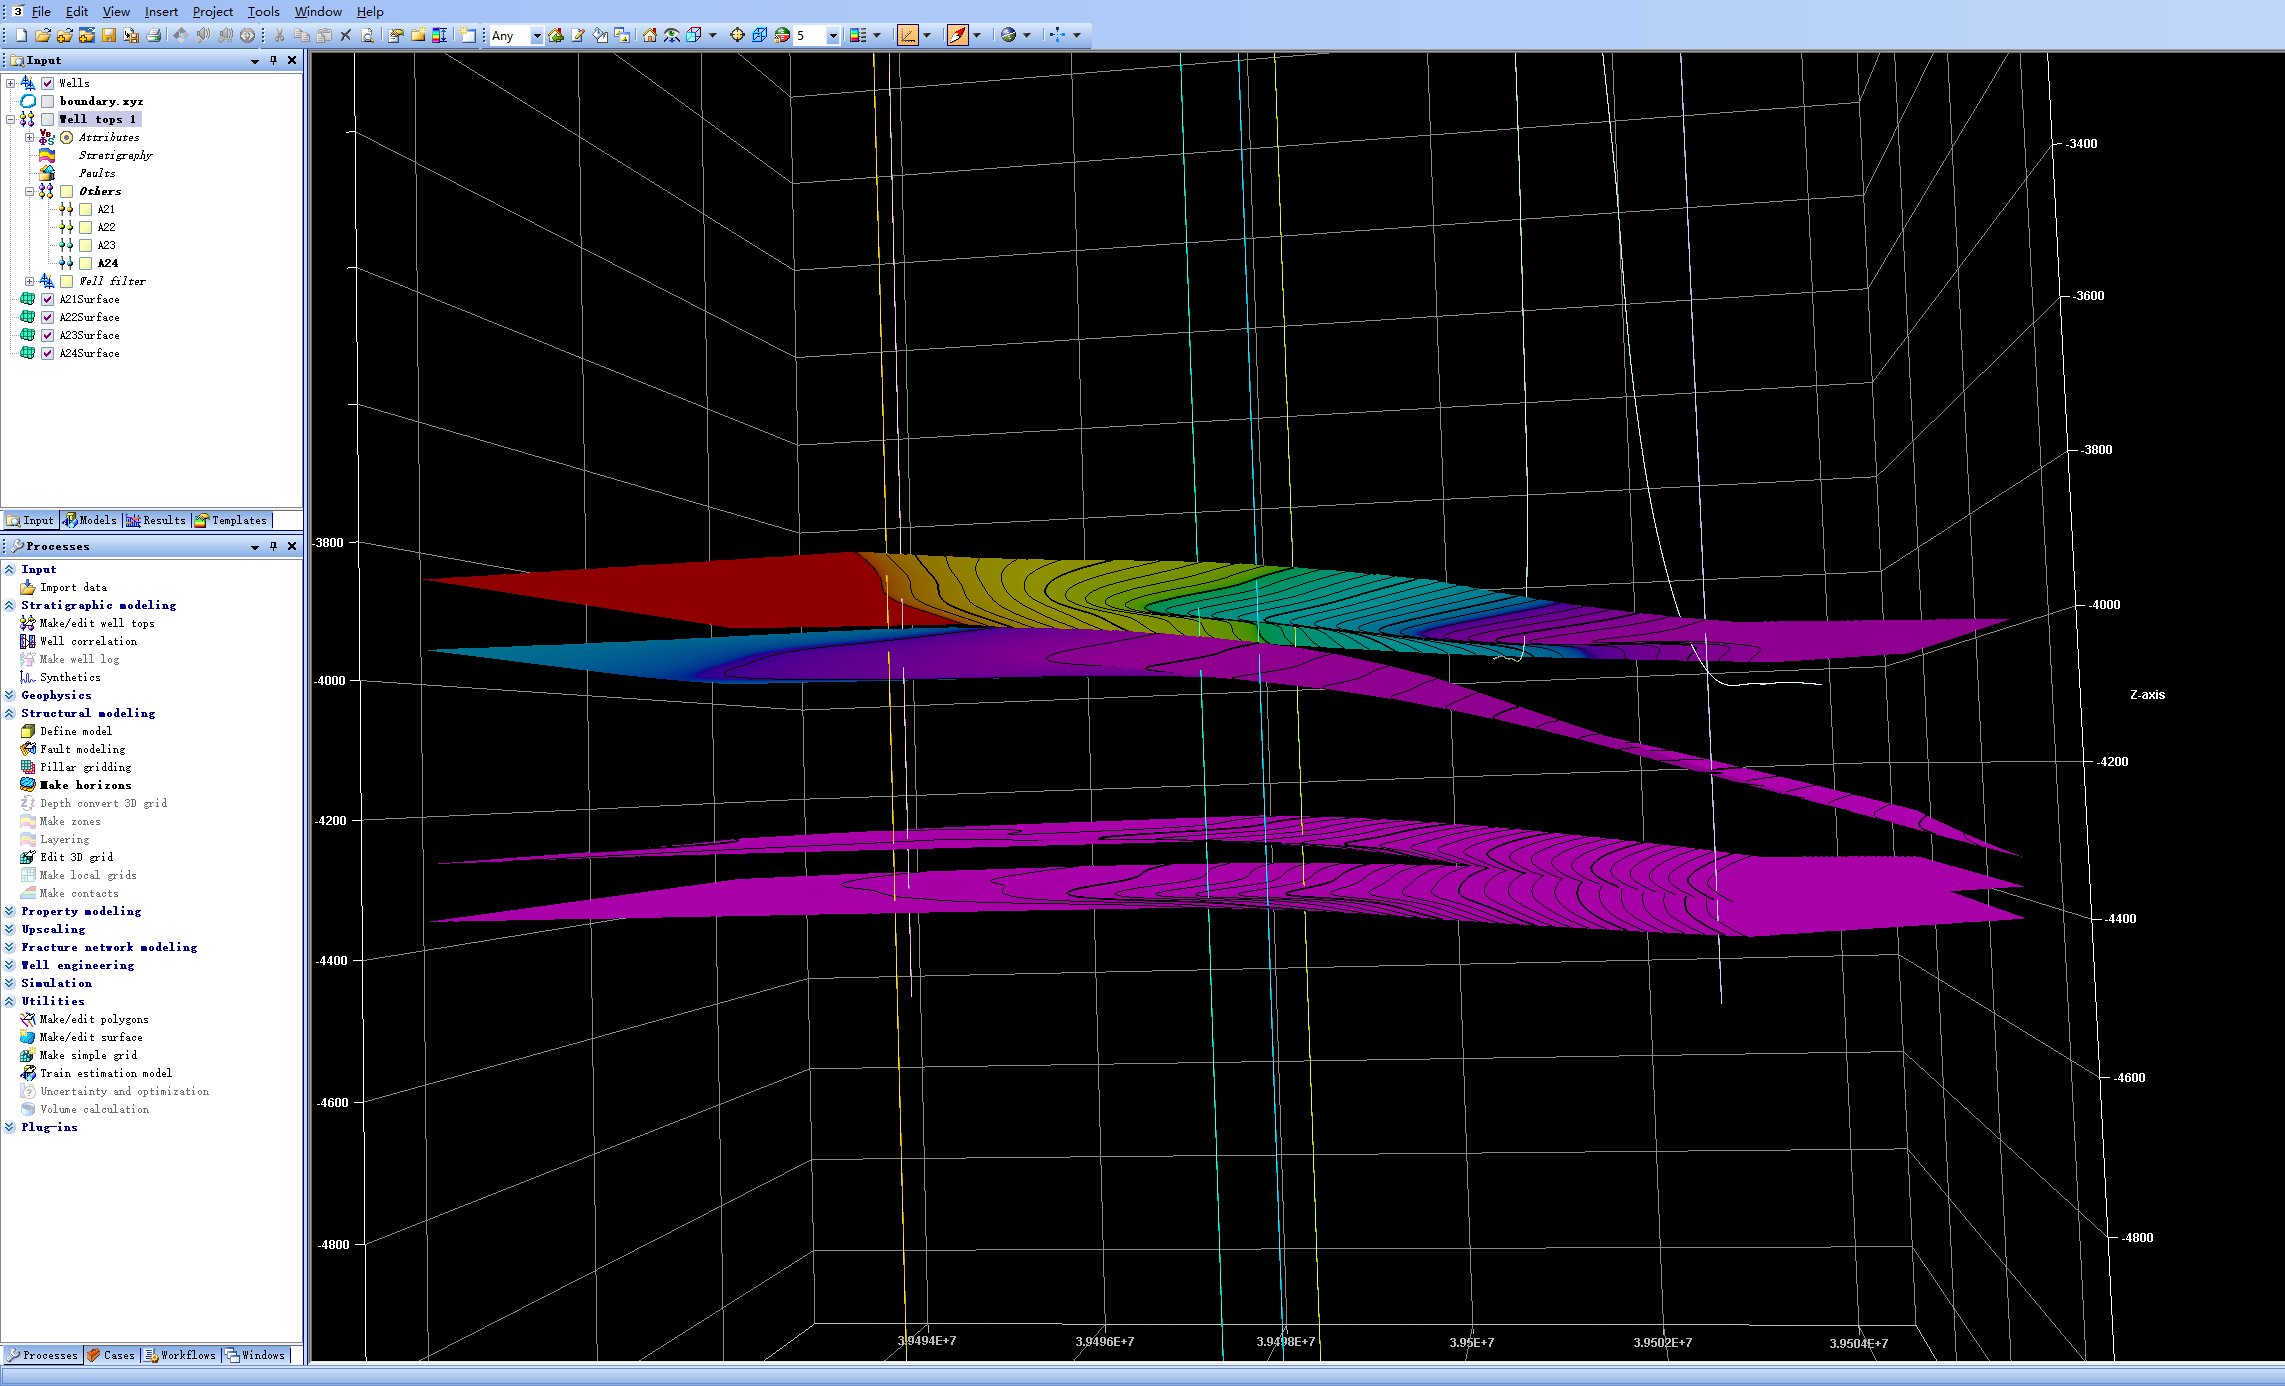 File Edit View Insert Project Tools Window Help
Any 5
Input
Wells
boundary.xyz
Well tops 1
Attributes
Stratigraphy
Faults
Others
A21
A22
A23
A24
Well filter
A21Surface
A22Surface
A23Surface
A24Surface
Input Models Results Templates
Processes
Input
Import data
Stratigraphic modeling
Make/edit well tops
Well correlation
Make well log
Synthetics
Geophysics
Structural modeling
Define model
Fault modeling
Pillar gridding
Make horizons
Depth convert 3D grid
Make zones
Layering
Edit 3D grid
Make local grids
Make contacts
Property modeling
Upscaling
Fracture network modeling
Well engineering
Simulation
Utilities
Make/edit polygons
Make/edit surface
Make simple grid
Train estimation model
Uncertainty and optimization
Volume calculation
Plug-ins
Processes Cases Workflows Windows
-3800
-4000
-4200
-4400
-4600
-4800
-3400
-3600
-3800
-4000
Z-axis
-4200
-4400
-4600
-4800
3.9494E+7 3.9496E+7 3.9498E+7 3.95E+7 3.9502E+7 3.9504E+7